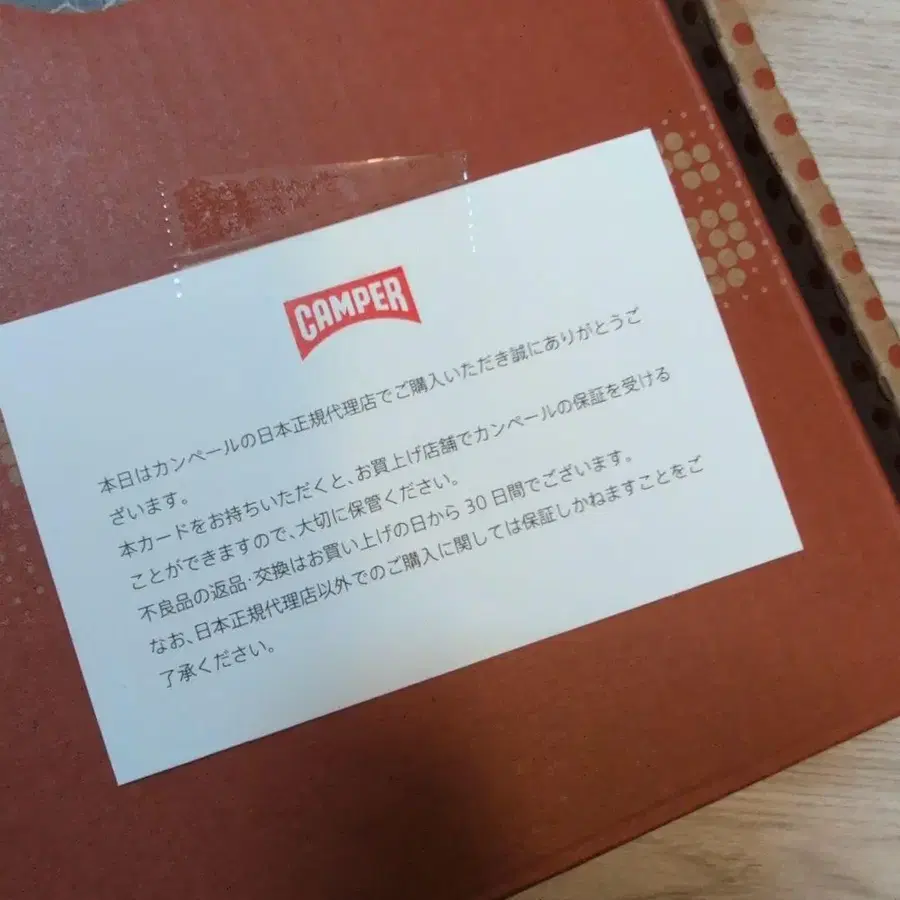 CAMPER
本日はカンペールの日本正規代理店でご購入いただき誠にありがとうご
ざいます。
本カードをお持ちいただくと、お買上げ店舗でカンペールの保証を受ける
ことができますので、大切に保管ください。
不良品の返品・交換はお買い上げの日から 30 日間でございます。
なお、日本正規代理店以外でのご購入に関しては保証しかねますことをご
了承ください。